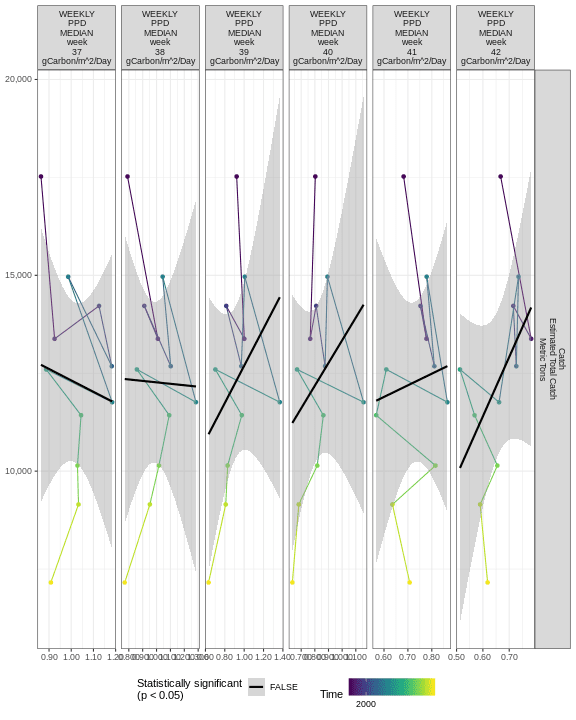 WEEKLY
PPD
MEDIAN
week
37
gCarbon/m^2/Day
WEEKLY
PPD
MEDIAN
week
38
gCarbon/m^2/Day
WEEKLY
PPD
MEDIAN
week
39
gCarbon/m^2/Day
WEEKLY
PPD
MEDIAN
week
40
gCarbon/m^2/Day
WEEKLY
PPD
MEDIAN
week
41
gCarbon/m^2/Day
WEEKLY
PPD
MEDIAN
week
42
gCarbon/m^2/Day
20,000
15,000
10,000
Catch
Estimated Total Catch
Metric Tons
0.90 1.00 1.10 1.20
0.80 1.00 1.20 1.40
0.60 0.70 0.80
0.50 0.60 0.70
Statistically significant
(p < 0.05)
FALSE
Time
2000